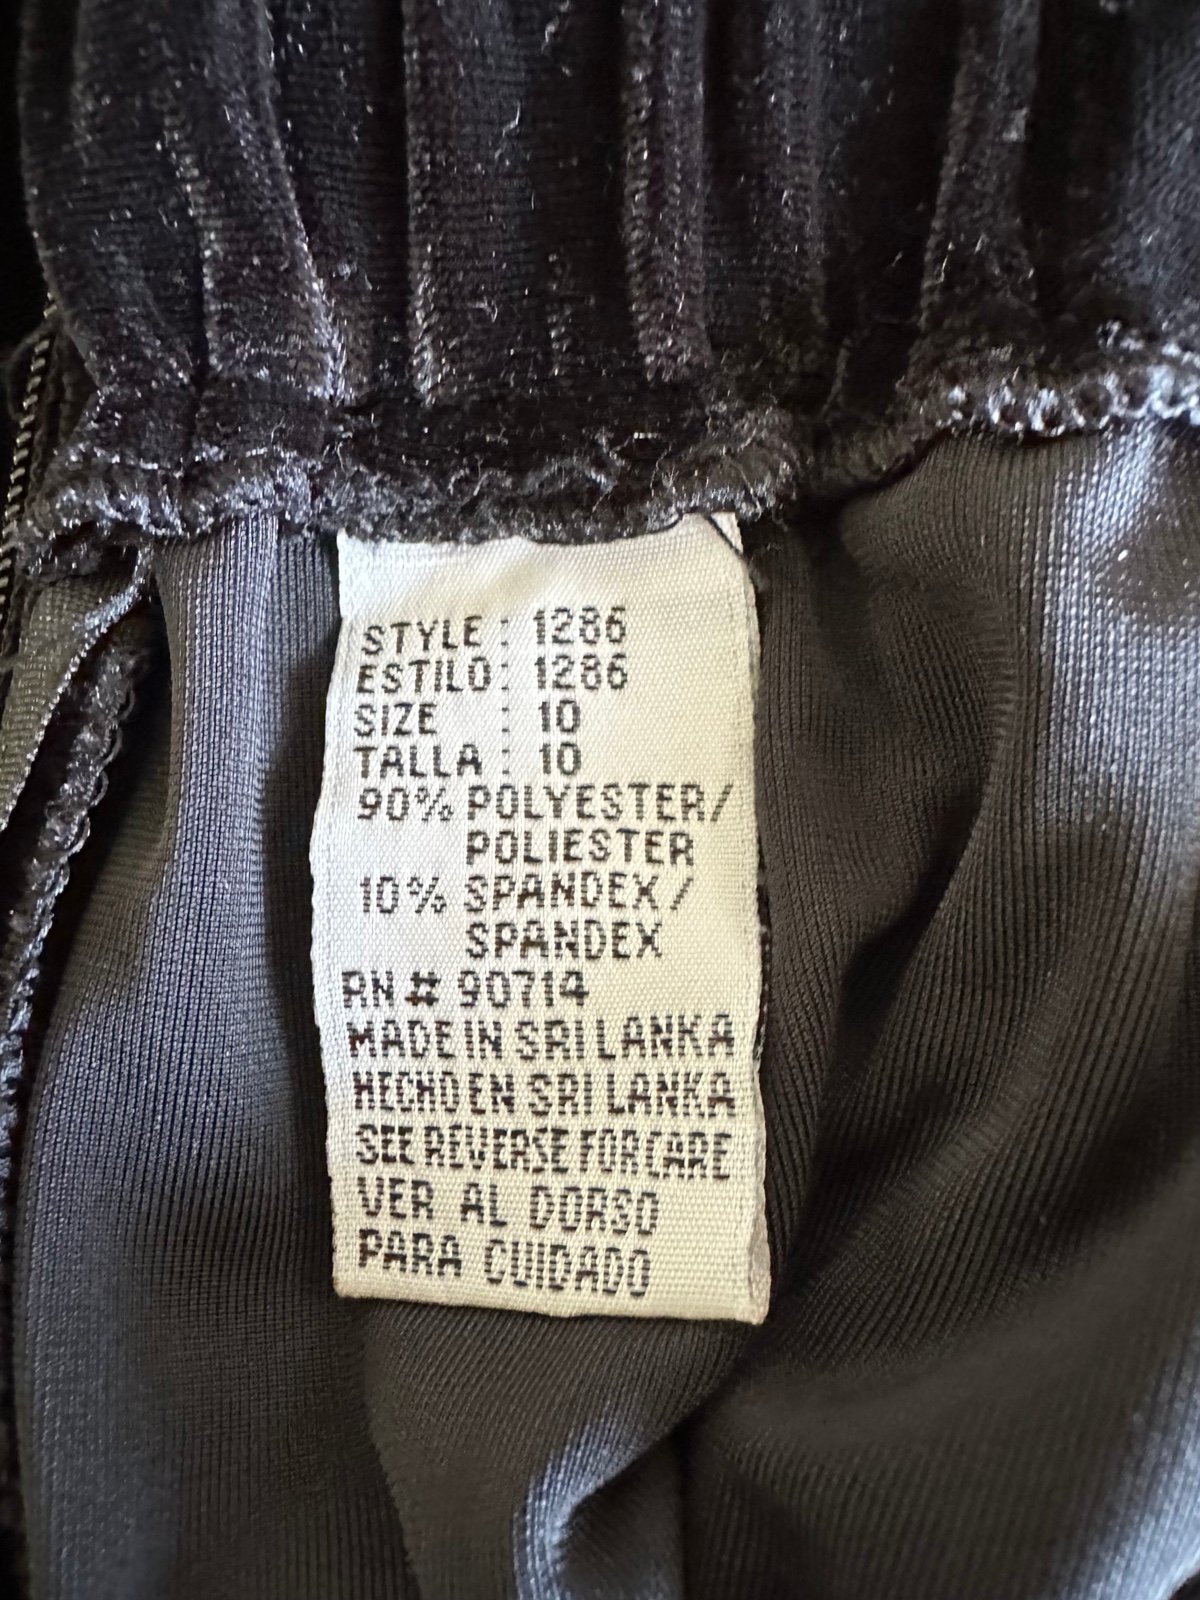 STYLE : 1286
ESTILO : 1286
SIZE : 10
TALLA : 10
90% POLYESTER/
POLIESTER
10% SPANDEX/
SPANDEX
RN # 90714
MADE IN SRI LANKA
HECHO EN SRI LANKA
SEE REVERSE FOR CARE
VER AL DORSO
PARA CUIDADO